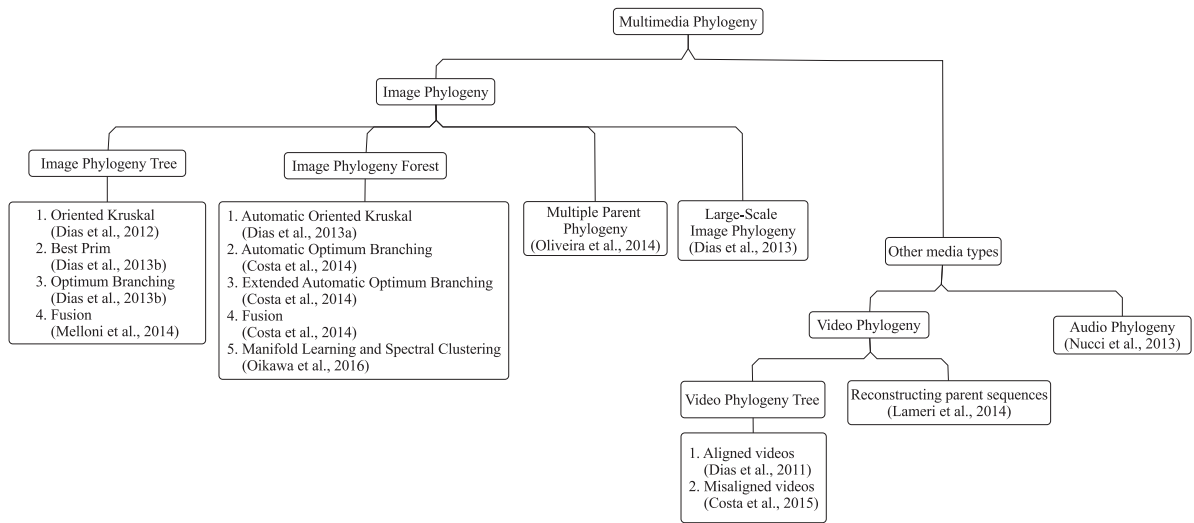 Multimedia Phylogeny
Image Phylogeny
Image Phylogeny Tree
Image Phylogeny Forest
1. Oriented Kruskal
(Dias et al., 2012)
2. Best Prim
(Dias et al., 2013b)
3. Optimum Branching
(Dias et al., 2013b)
4. Fusion
(Melloni et al., 2014)
1. Automatic Oriented Kruskal
(Dias et al., 2013a)
2. Automatic Optimum Branching
(Costa et al., 2014)
3. Extended Automatic Optimum Branching
(Costa et al., 2014)
4. Fusion
(Costa et al., 2014)
5. Manifold Learning and Spectral Clustering
(Oikawa et al., 2016)
Multiple Parent
Phylogeny
(Oliveira et al., 2014)
Large-Scale
Image Phylogeny
(Dias et al., 2013)
Other media types
Video Phylogeny
Audio Phylogeny
(Nucci et al., 2013)
Video Phylogeny Tree
Reconstructing parent sequences
(Lameri et al., 2014)
1. Aligned videos
(Dias et al., 2011)
2. Misaligned videos
(Costa et al., 2015)